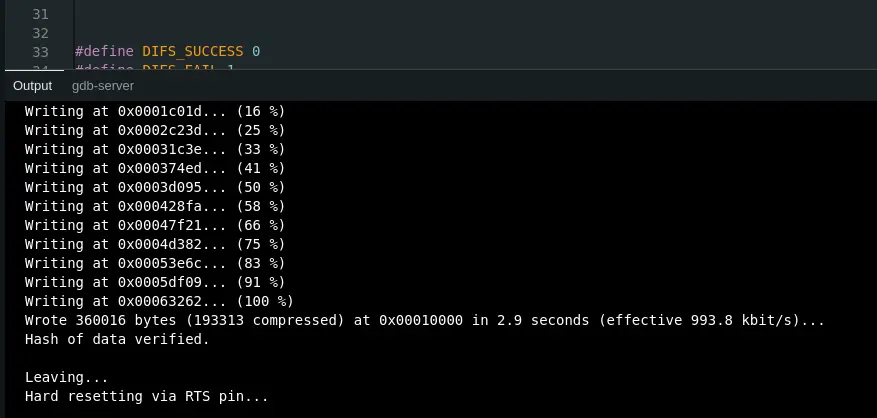 31
32
33 #define DIFS_SUCCESS 0
34 #define DIFS_FAIL 1
Output gdb-server
Writing at 0x0001c01d... (16 %)
Writing at 0x0002c23d... (25 %)
Writing at 0x00031c3e... (33 %)
Writing at 0x000374ed... (41 %)
Writing at 0x0003d095... (50 %)
Writing at 0x000428fa... (58 %)
Writing at 0x00047f21... (66 %)
Writing at 0x0004d382... (75 %)
Writing at 0x00053e6c... (83 %)
Writing at 0x0005df09... (91 %)
Writing at 0x00063262... (100 %)
Wrote 360016 bytes (193313 compressed) at 0x00010000 in 2.9 seconds (effective 993.8 kbit/s)...
Hash of data verified.
Leaving...
Hard resetting via RTS pin...